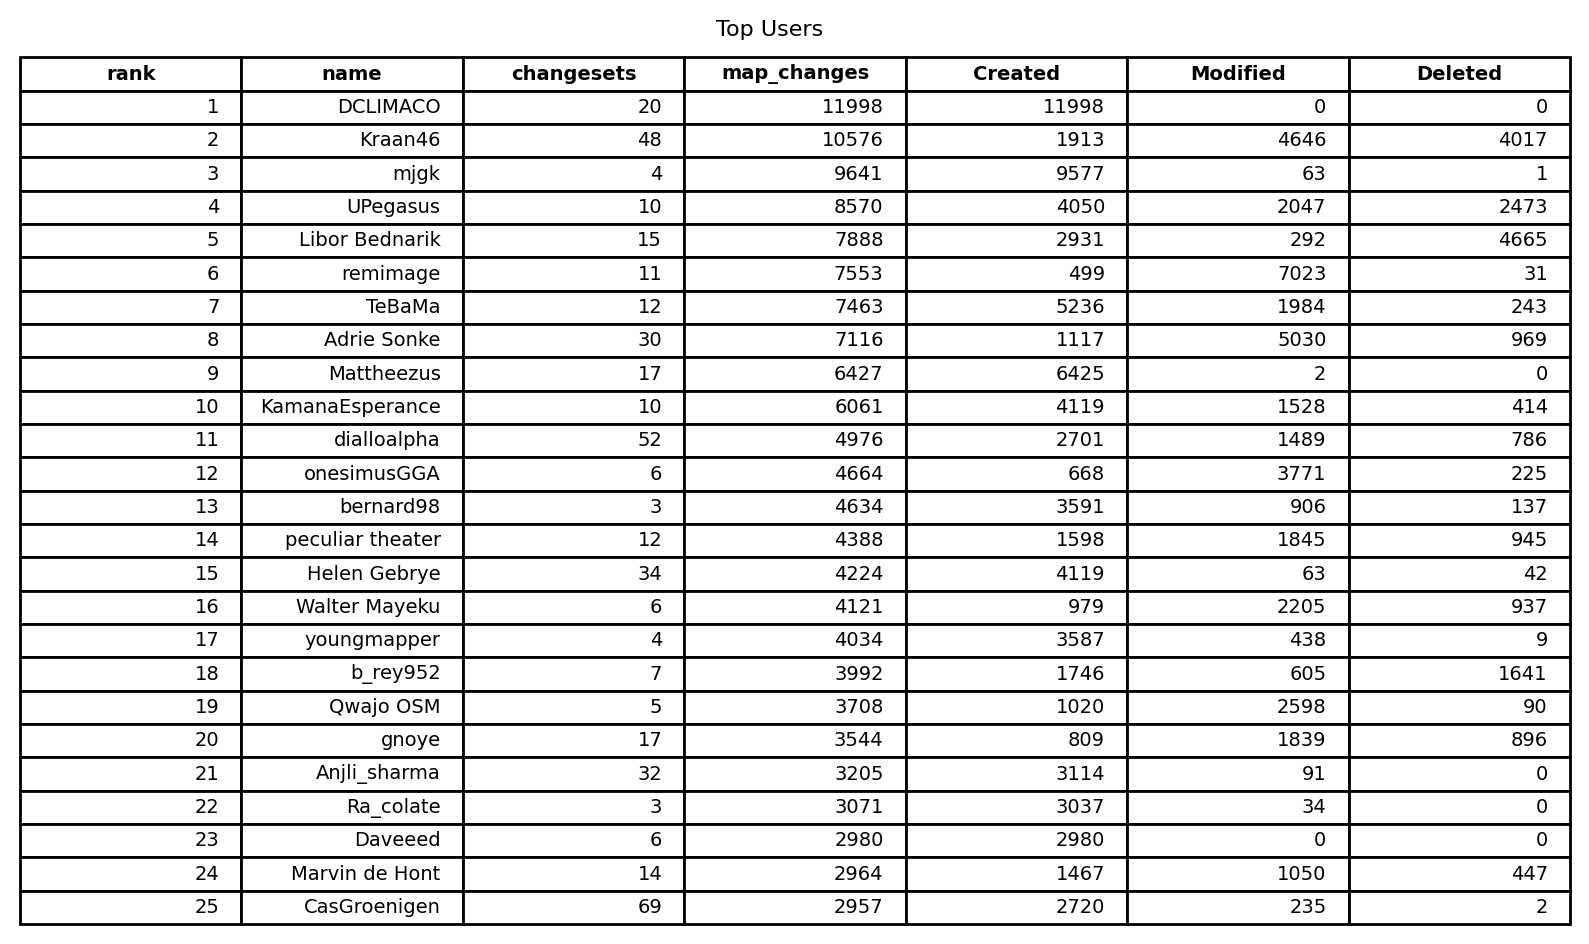 Top Users
rank name changesets map_changes Created Modified Deleted
1 DCLIMACO 20 11998 11998 0 0
2 Kraan46 48 10576 1913 4646 4017
3 mjgk 4 9641 9577 63 1
4 UPegasus 10 8570 4050 2047 2473
5 Libor Bednarik 15 7888 2931 292 4665
6 remimage 11 7553 499 7023 31
7 TeBaMa 12 7463 5236 1984 243
8 Adrie Sonke 30 7116 1117 5030 969
9 Mattheezus 17 6427 6425 2 0
10 KamanaEsperance 10 6061 4119 1528 414
11 dialloalpha 52 4976 2701 1489 786
12 onesimusGGA 6 4664 668 3771 225
13 bernard98 3 4634 3591 906 137
14 peculiar theater 12 4388 1598 1845 945
15 Helen Gebrye 34 4224 4119 63 42
16 Walter Mayeku 6 4121 979 2205 937
17 youngmapper 4 4034 3587 438 9
18 b_rey952 7 3992 1746 605 1641
19 Qwajo OSM 5 3708 1020 2598 90
20 gnoye 17 3544 809 1839 896
21 Anjli_sharma 32 3205 3114 91 0
22 Ra_colate 3 3071 3037 34 0
23 Daveeed 6 2980 2980 0 0
24 Marvin de Hont 14 2964 1467 1050 447
25 CasGroenigen 69 2957 2720 235 2